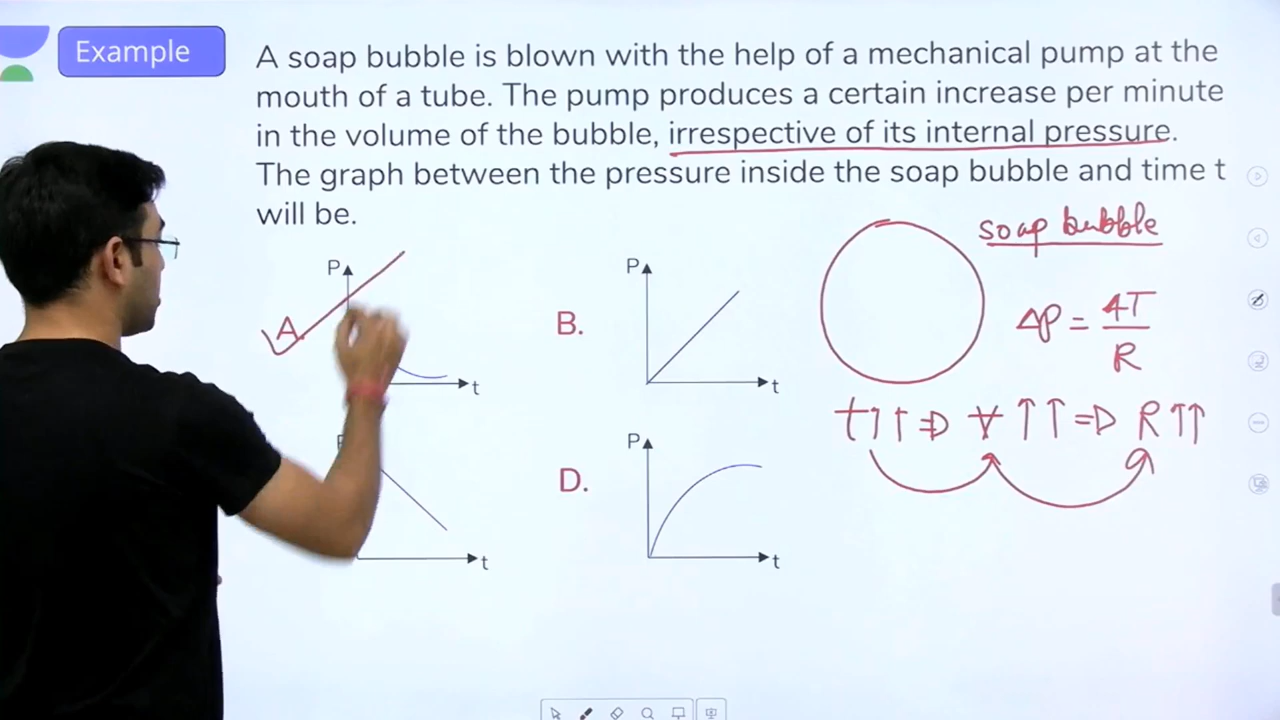 Example
A soap bubble is blown with the help of a mechanical pump at the
mouth of a tube. The pump produces a certain increase per minute
in the volume of the bubble, irrespective of its internal pressure.
The graph between the pressure inside the soap bubble and time t
will be.
soap bubble
P
A
t
B.
P
t
ΔP = 4T/R
t↑↑ ⇒ V↑↑ ⇒ R↑↑
t
D.
P
t